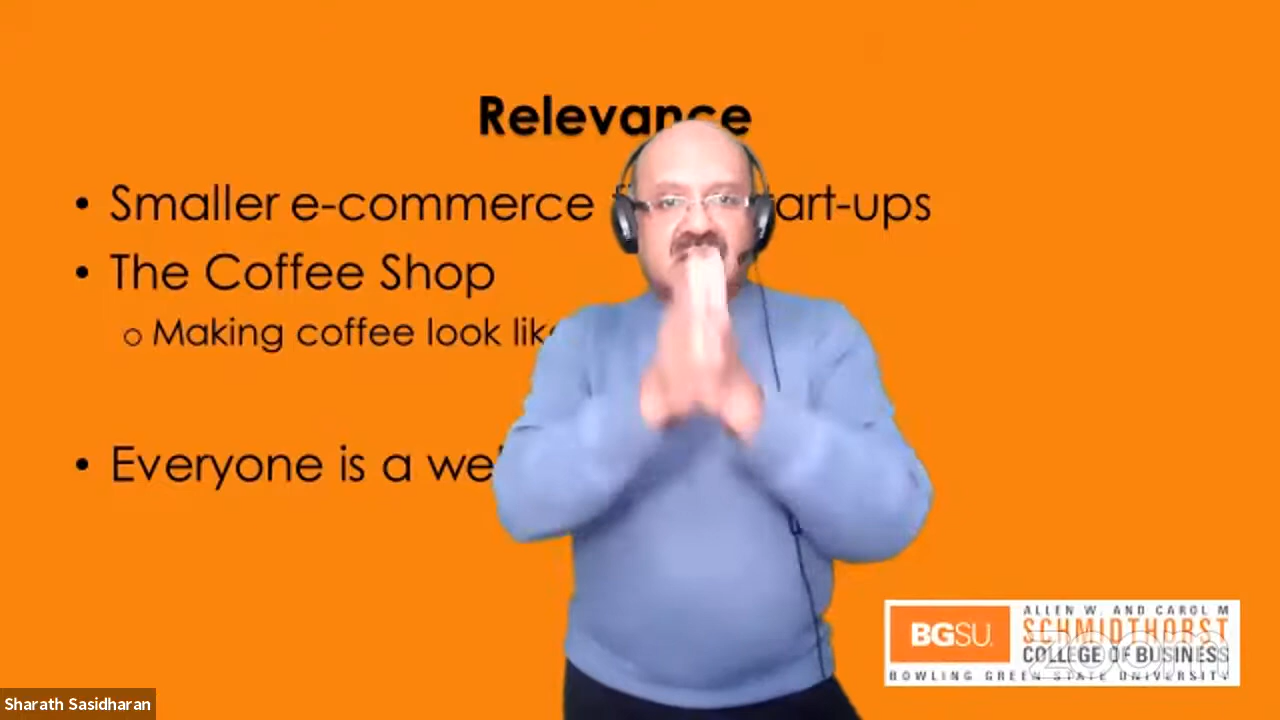 Relevance
• Smaller e-commerce art-ups
• The Coffee Shop
o Making coffee look lik
• Everyone is a we
BGSU.
ALLEN W. AND CAROL M
SCHMIDTHORST
COLLEGE OF BUSINESS
BOWLING GREEN STATE UNIVERSITY
zoom
Sharath Sasidharan